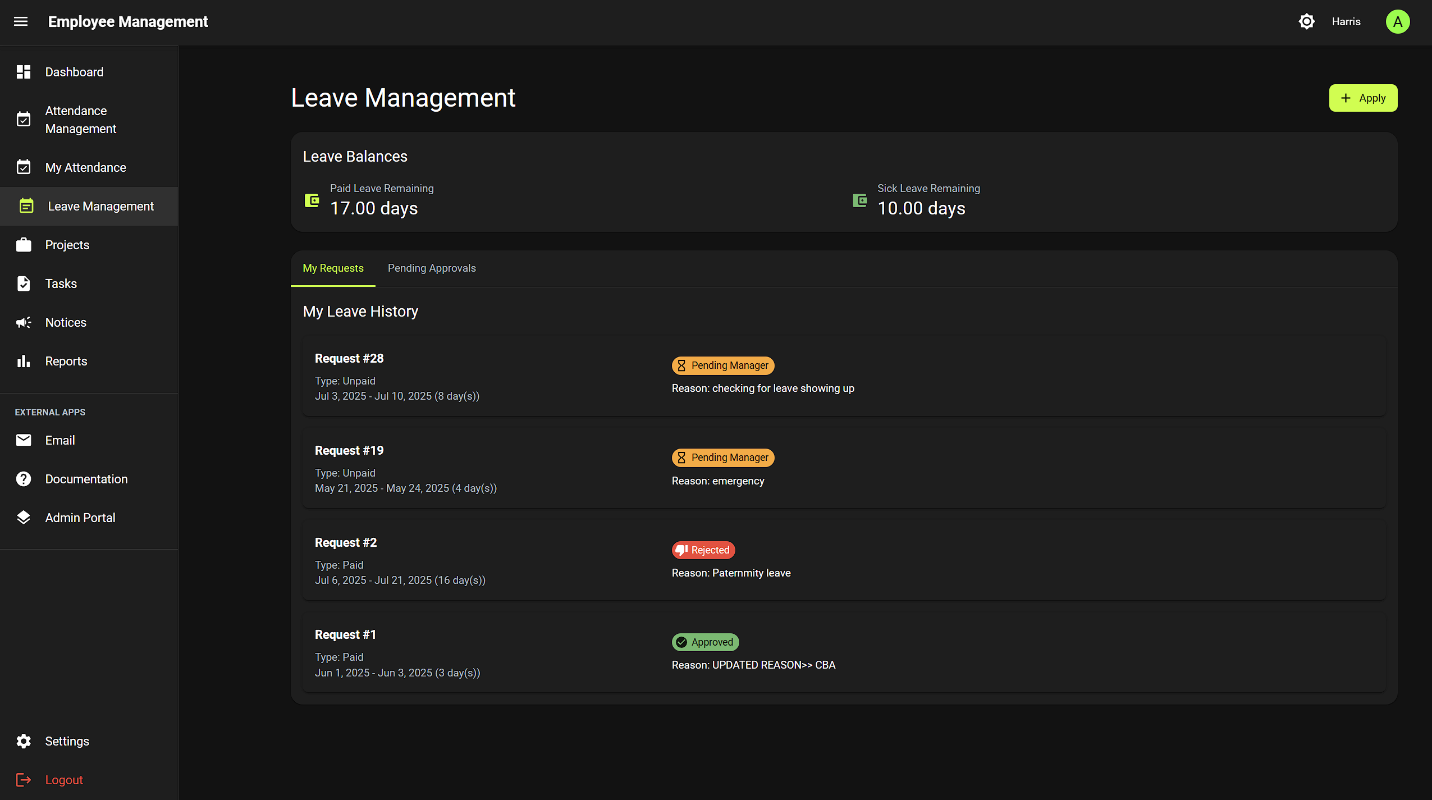 Employee Management
Harris
A
Dashboard
Attendance
Management
My Attendance
Leave Management
Projects
Tasks
Notices
Reports
EXTERNAL APPS
Email
Documentation
Admin Portal
Settings
Logout
Leave Management
+ Apply
Leave Balances
Paid Leave Remaining
17.00 days
Sick Leave Remaining
10.00 days
My Requests
Pending Approvals
My Leave History
Request #28
Type: Unpaid
Jul 3, 2025 - Jul 10, 2025 (8 day(s))
Pending Manager
Reason: checking for leave showing up
Request #19
Type: Unpaid
May 21, 2025 - May 24, 2025 (4 day(s))
Pending Manager
Reason: emergency
Request #2
Type: Paid
Jul 6, 2025 - Jul 21, 2025 (16 day(s))
Rejected
Reason: Paternmity leave
Request #1
Type: Paid
Jun 1, 2025 - Jun 3, 2025 (3 day(s))
Approved
Reason: UPDATED REASON>> CBA